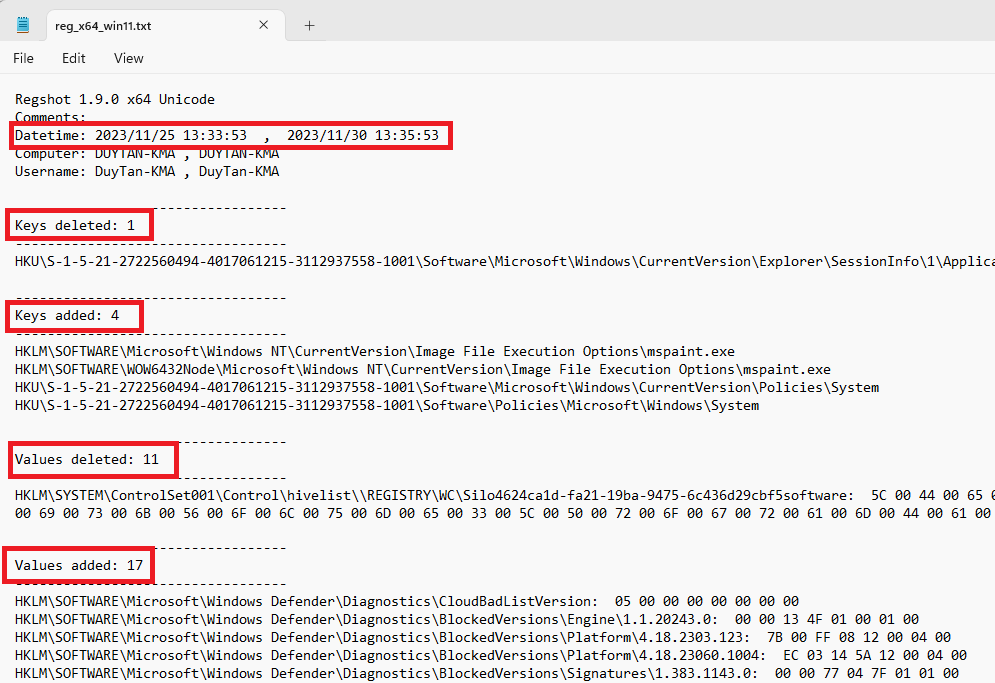 reg_x64_win11.txt
File Edit View
Regshot 1.9.0 x64 Unicode
Comments:
Datetime: 2023/11/25 13:33:53 , 2023/11/30 13:35:53
Computer: DUYTAN-KMA , DUYTAN-KMA
Username: DuyTan-KMA , DuyTan-KMA
----------------------------------
Keys deleted: 1
----------------------------------
HKU\S-1-5-21-2722560494-4017061215-3112937558-1001\Software\Microsoft\Windows\CurrentVersion\Explorer\SessionInfo\1\Applica
----------------------------------
Keys added: 4
----------------------------------
HKLM\SOFTWARE\Microsoft\Windows NT\CurrentVersion\Image File Execution Options\mspaint.exe
HKLM\SOFTWARE\WOW6432Node\Microsoft\Windows NT\CurrentVersion\Image File Execution Options\mspaint.exe
HKU\S-1-5-21-2722560494-4017061215-3112937558-1001\Software\Microsoft\Windows\CurrentVersion\Policies\System
HKU\S-1-5-21-2722560494-4017061215-3112937558-1001\Software\Policies\Microsoft\Windows\System
----------------------------------
Values deleted: 11
----------------------------------
HKLM\SYSTEM\ControlSet001\Control\hivelist\\REGISTRY\WC\Silo4624ca1d-fa21-19ba-9475-6c436d29cbf5software: 5C 00 44 00 65 0
00 69 00 73 00 6B 00 56 00 6F 00 6C 00 75 00 6D 00 65 00 33 00 5C 00 50 00 72 00 6F 00 67 00 72 00 61 00 6D 00 44 00 61 00
----------------------------------
Values added: 17
----------------------------------
HKLM\SOFTWARE\Microsoft\Windows Defender\Diagnostics\CloudBadListVersion: 05 00 00 00 00 00 00 00
HKLM\SOFTWARE\Microsoft\Windows Defender\Diagnostics\BlockedVersions\Engine\1.1.20243.0: 00 00 13 4F 01 00 01 00
HKLM\SOFTWARE\Microsoft\Windows Defender\Diagnostics\BlockedVersions\Platform\4.18.2303.123: 7B 00 FF 08 12 00 04 00
HKLM\SOFTWARE\Microsoft\Windows Defender\Diagnostics\BlockedVersions\Platform\4.18.23060.1004: EC 03 14 5A 12 00 04 00
HKLM\SOFTWARE\Microsoft\Windows Defender\Diagnostics\BlockedVersions\Signatures\1.383.1143.0: 00 00 77 04 7F 01 01 00